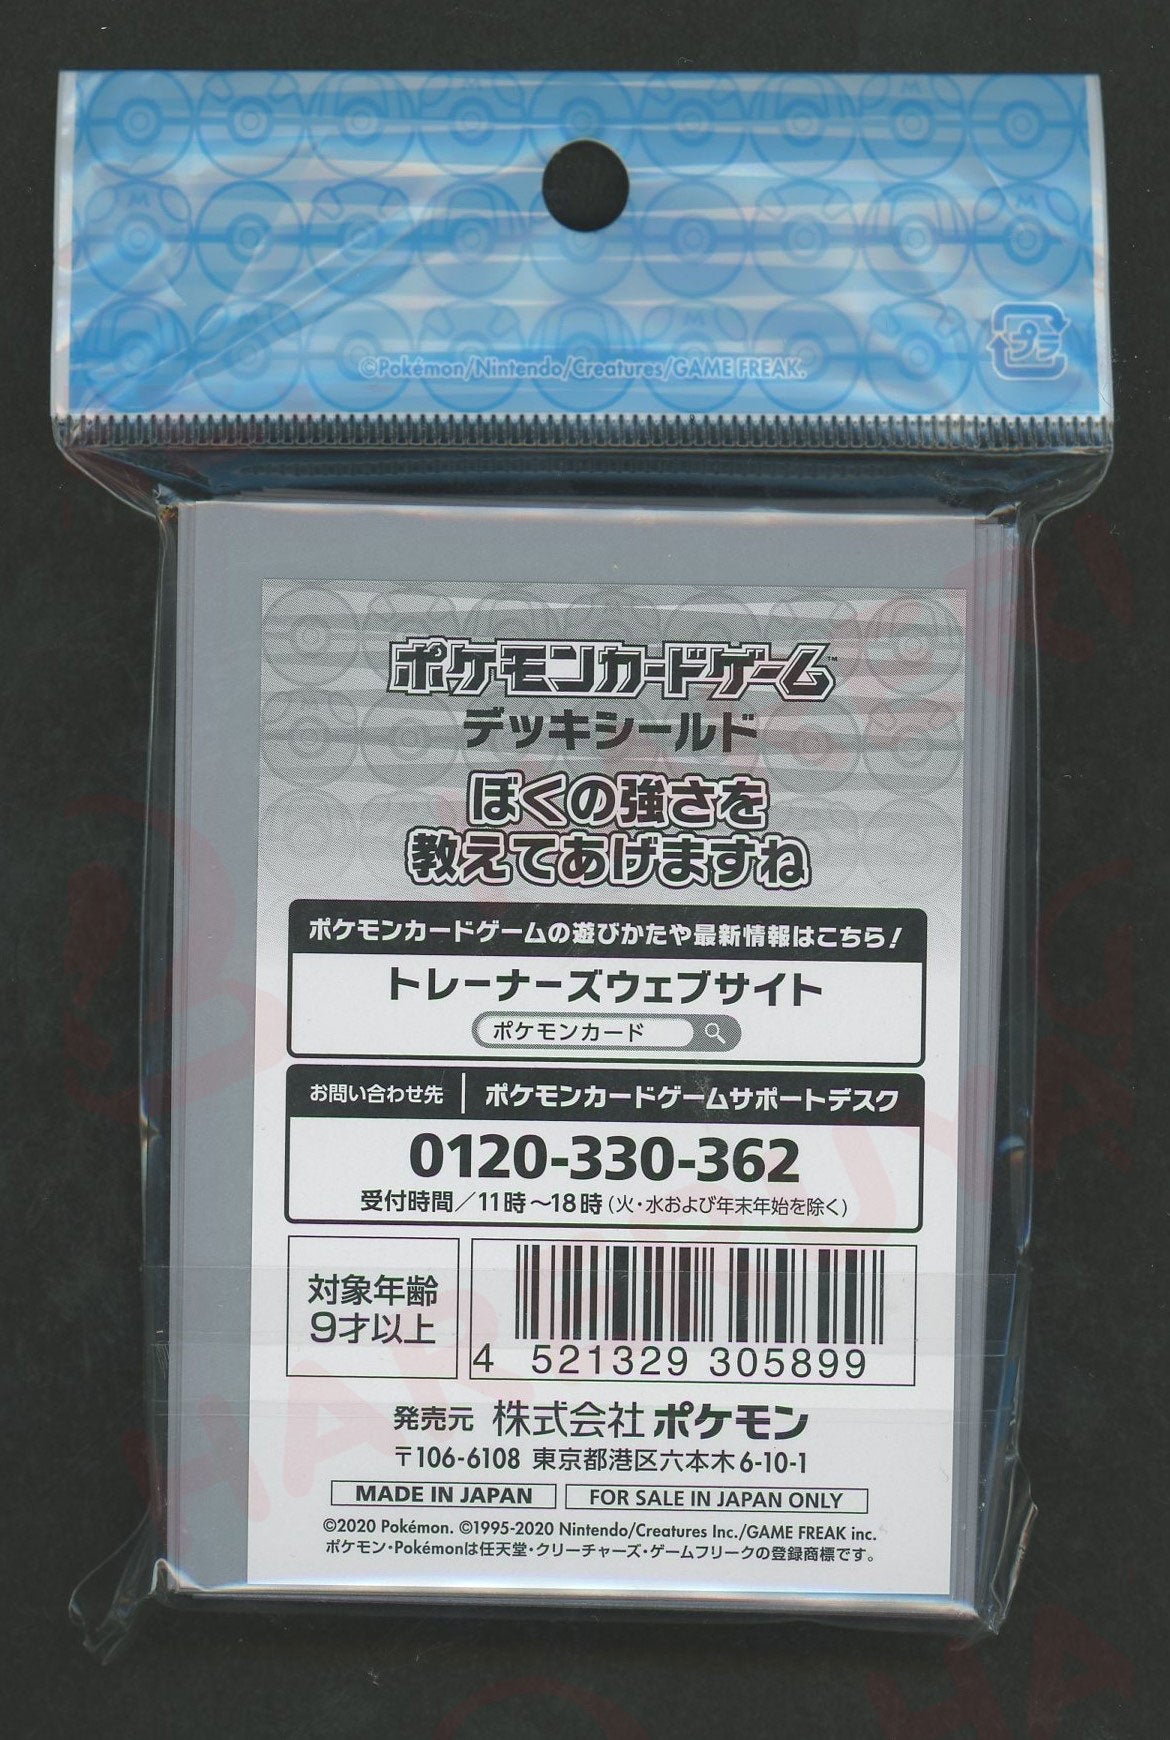 ©Pokémon/Nintendo/Creatures/GAME FREAK.
プラ
ポケモンカードゲーム™
デッキシールド
ぼくの強さを
教えてあげますね
ポケモンカードゲームの遊びかたや最新情報はこちら!
トレーナーズウェブサイト
ポケモンカード
お問い合わせ先 ポケモンカードゲームサポートデスク
0120-330-362
受付時間/11時~18時(火・水および年末年始を除く)
対象年齢
9才以上
4 521329 305899
発売元 株式会社ポケモン
〒106-6108 東京都港区六本木6-10-1
MADE IN JAPAN FOR SALE IN JAPAN ONLY
©2020 Pokémon. ©1995-2020 Nintendo/Creatures Inc./GAME FREAK inc.
ポケモン・Pokémonは任天堂・クリーチャーズ・ゲームフリークの登録商標です。